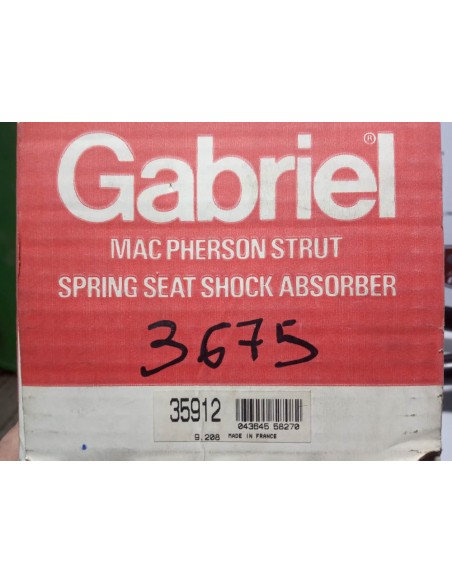 Gabriel®
MAC PHERSON STRUT
SPRING SEAT SHOCK ABSORBER
3675
35912
043645 58270
9.208 MADE IN FRANCE